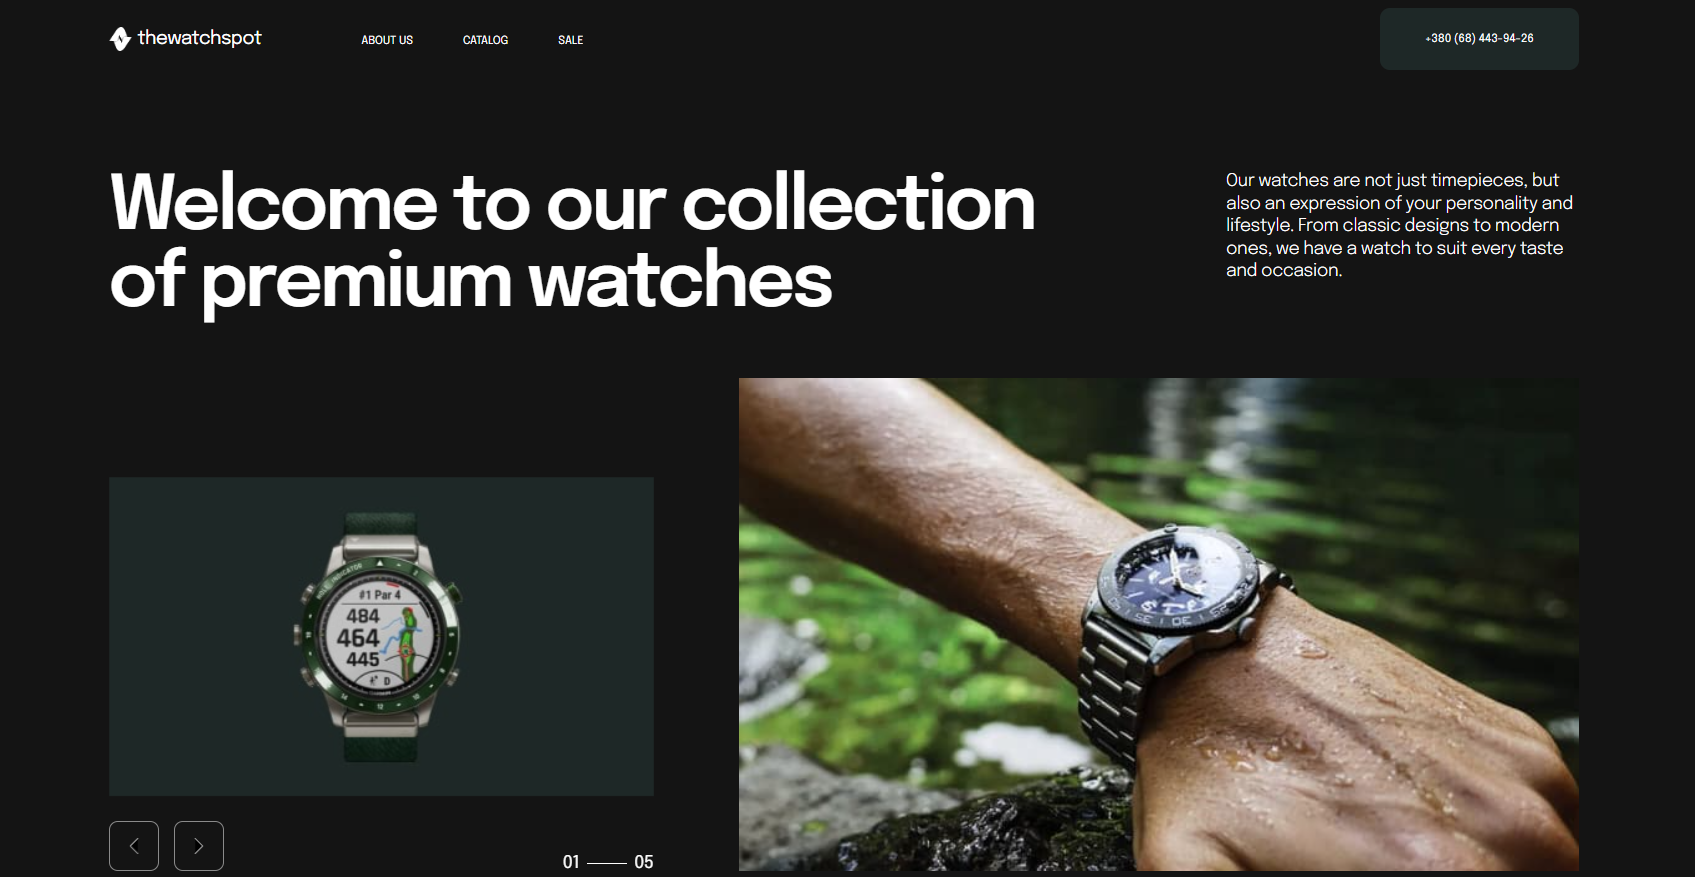 thewatchspot
ABOUT US
CATALOG
SALE
+380 (68) 443-94-26
Welcome to our collection
of premium watches
Our watches are not just timepieces, but
also an expression of your personality and
lifestyle. From classic designs to modern
ones, we have a watch to suit every taste
and occasion.
#1 Par 4
484
464
445
D
01
05